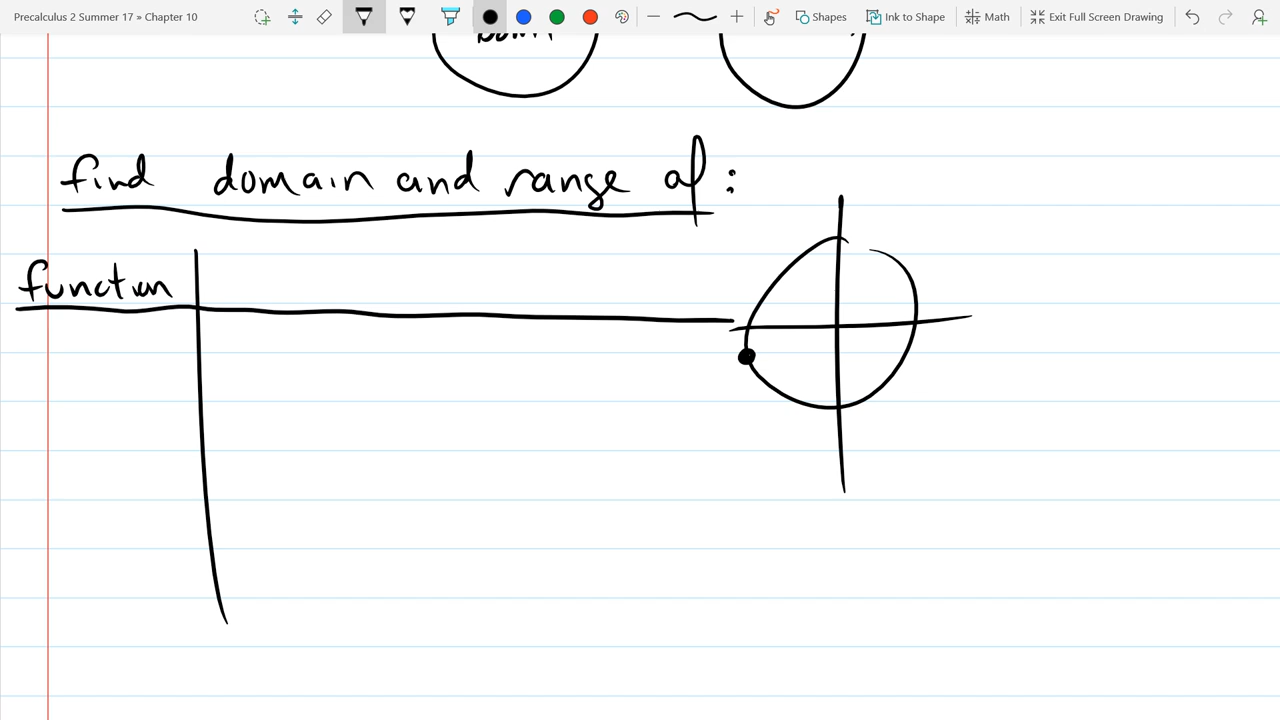 Precalculus 2 Summer 17 » Chapter 10
Shapes
Ink to Shape
Math
Exit Full Screen Drawing
find domain and range of:
function